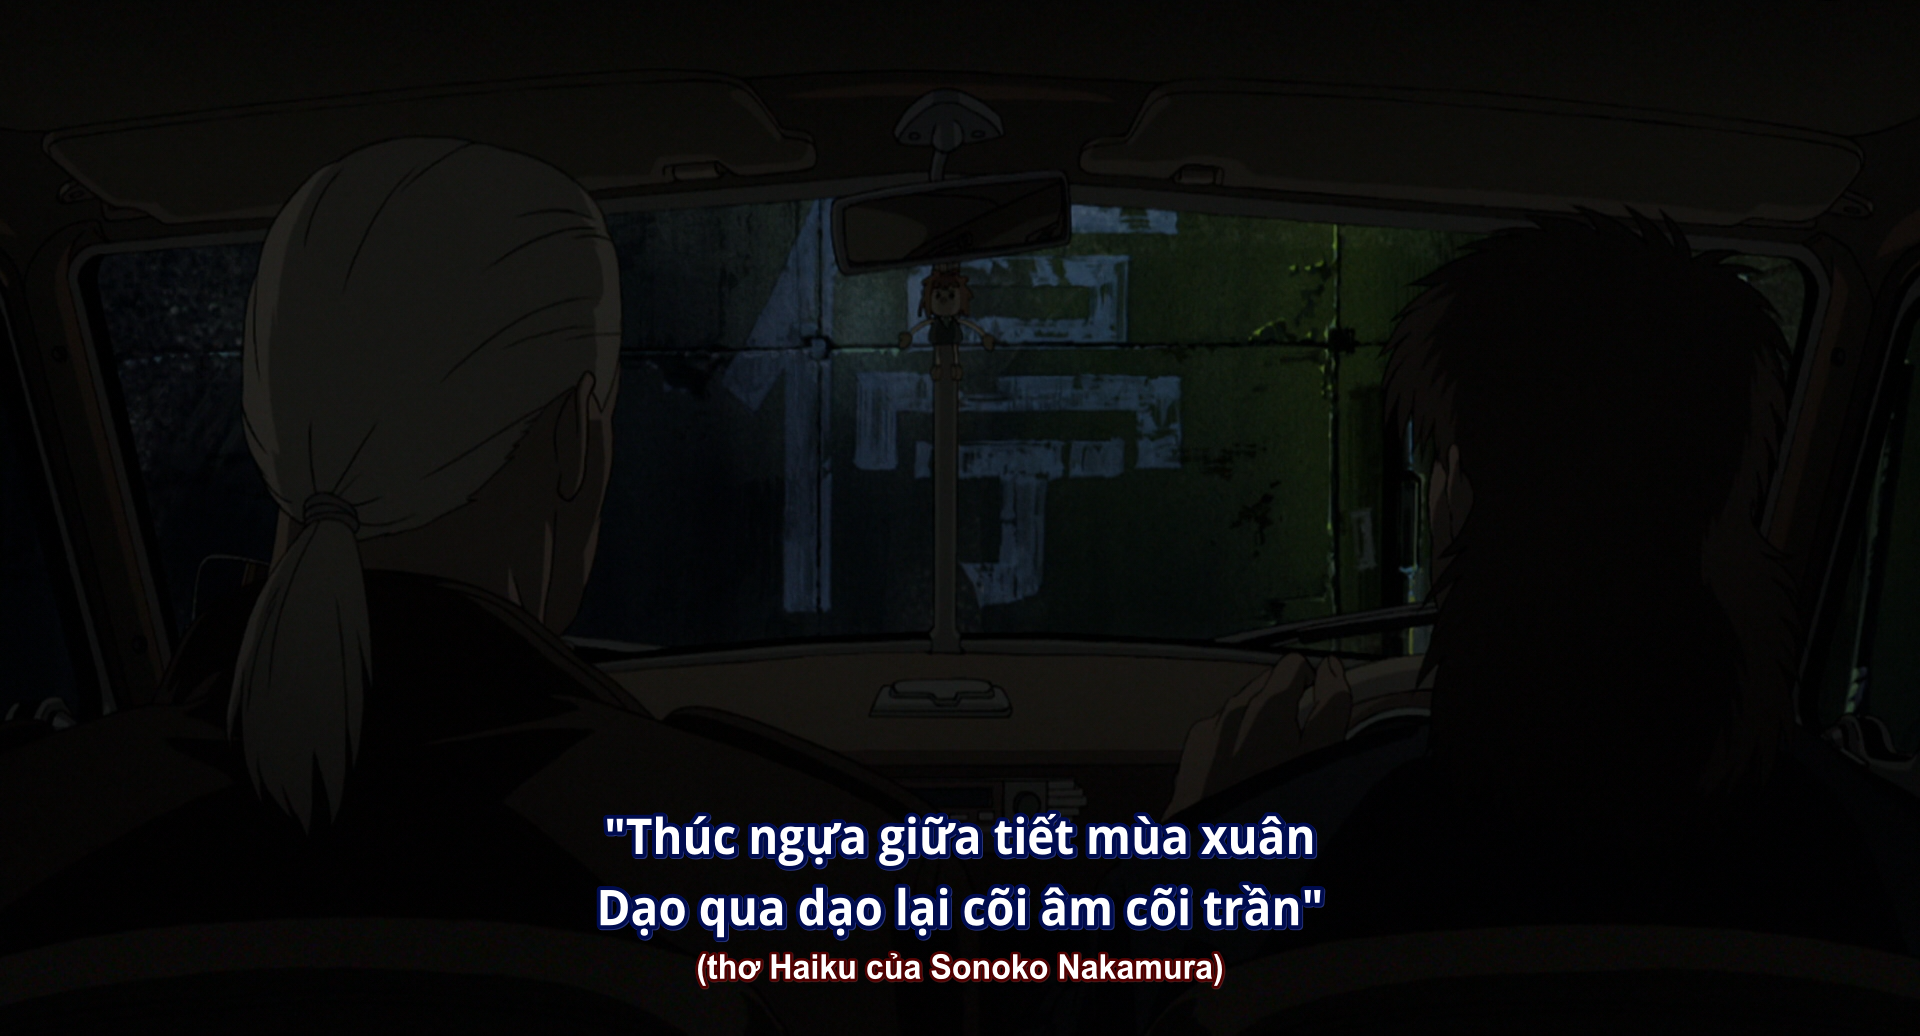 "Thúc ngựa giữa tiết mùa xuân
Dạo qua dạo lại cõi âm cõi trần"
(thơ Haiku của Sonoko Nakamura)